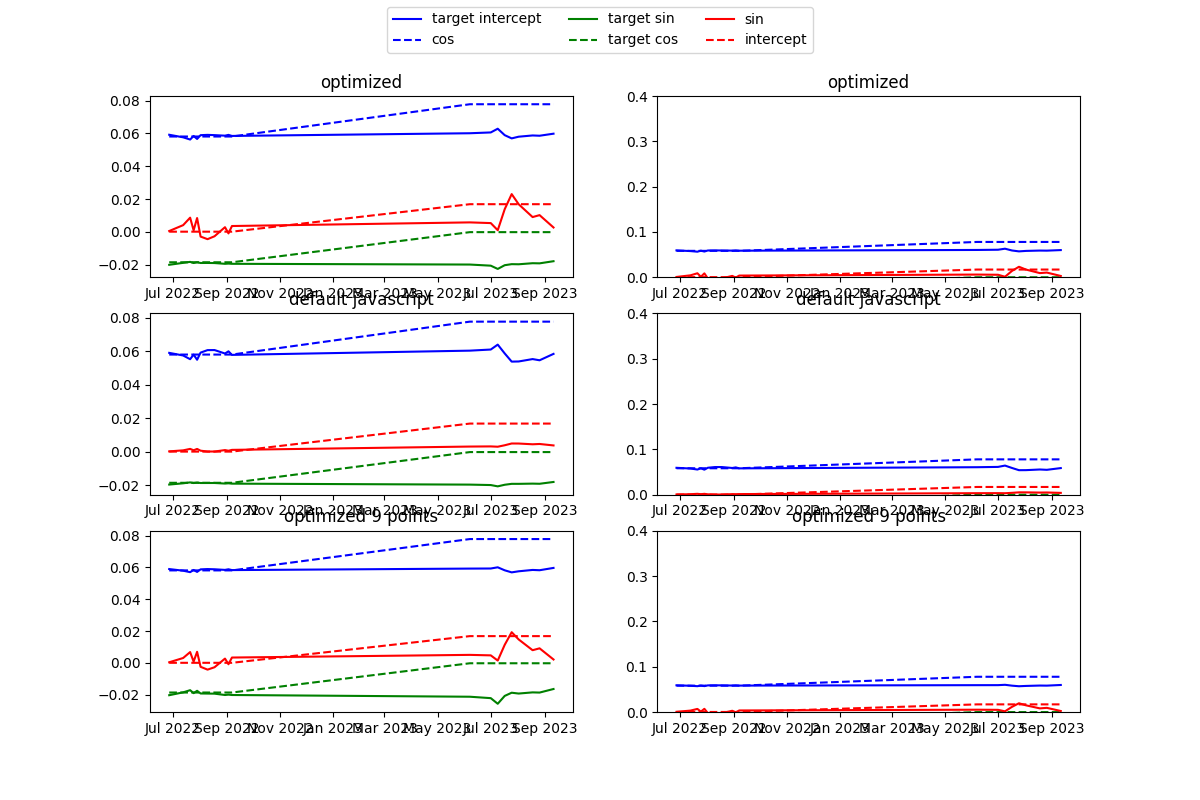 target intercept target sin sin
cos target cos intercept
optimized optimized
0.08 0.4
0.06 0.3
0.04
0.02 0.2
0.00 0.1
−0.02 0.0
Jul 2022 Sep 2022 Nov 2022 Jan 2023 Mar 2023 May 2023 Jul 2023 Sep 2023 Jul 2022 Sep 2022 Nov 2022 Jan 2023 Mar 2023 May 2023 Jul 2023 Sep 2023
default javascript default javascript
0.08 0.4
0.06 0.3
0.04
0.02 0.2
0.00 0.1
−0.02 0.0
Jul 2022 Sep 2022 Nov 2022 Jan 2023 Mar 2023 May 2023 Jul 2023 Sep 2023 Jul 2022 Sep 2022 Nov 2022 Jan 2023 Mar 2023 May 2023 Jul 2023 Sep 2023
optimized 9 points optimized 9 points
0.08 0.4
0.06 0.3
0.04
0.02 0.2
0.00 0.1
−0.02 0.0
Jul 2022 Sep 2022 Nov 2022 Jan 2023 Mar 2023 May 2023 Jul 2023 Sep 2023 Jul 2022 Sep 2022 Nov 2022 Jan 2023 Mar 2023 May 2023 Jul 2023 Sep 2023